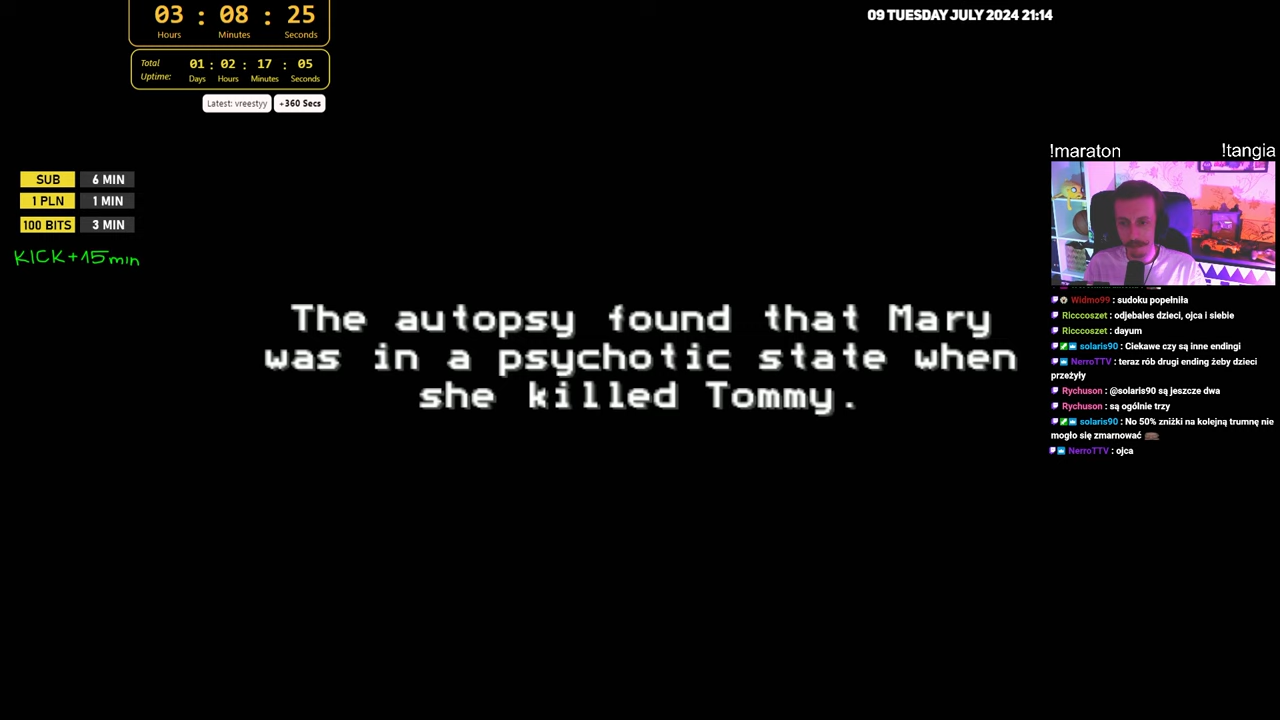 03 : 08 : 25
Hours Minutes Seconds
Total Uptime: 01 : 02 : 17 : 05
Days Hours Minutes Seconds
Latest: vreestyy +360 Secs
09 TUESDAY JULY 2024 21:14
SUB 6 MIN
1 PLN 1 MIN
100 BITS 3 MIN
KICK+15min
The autopsy found that Mary
was in a psychotic state when
she killed Tommy.
!maraton !tangia
Widmo99 : sudoku popełniła
Ricccoszet : odjebales dzieci, ojca i siebie
Ricccoszet : dayum
solaris90 : Ciekawe czy są inne endingi
NerroTTV : teraz rób drugi ending żeby dzieci
przeżyły
Rychuson : @solaris90 są jeszcze dwa
Rychuson : są ogólnie trzy
solaris90 : No 50% zniżki na kolejną trumnę nie
mogło się zmarnować
NerroTTV : ojca